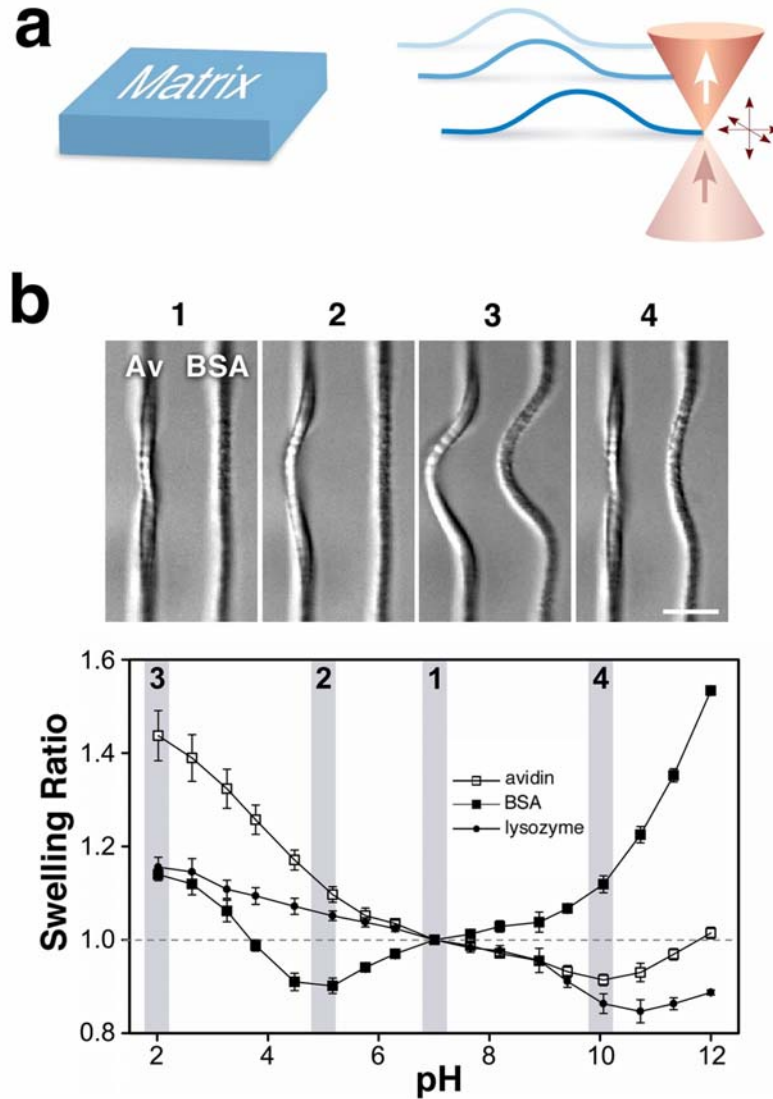 a
Matrix
b
1 2 3 4
Av BSA
3 2 1 4
1.6
1.4
1.2
1.0
0.8
Swelling Ratio
avidin
BSA
lysozyme
2 4 6 8 10 12
pH